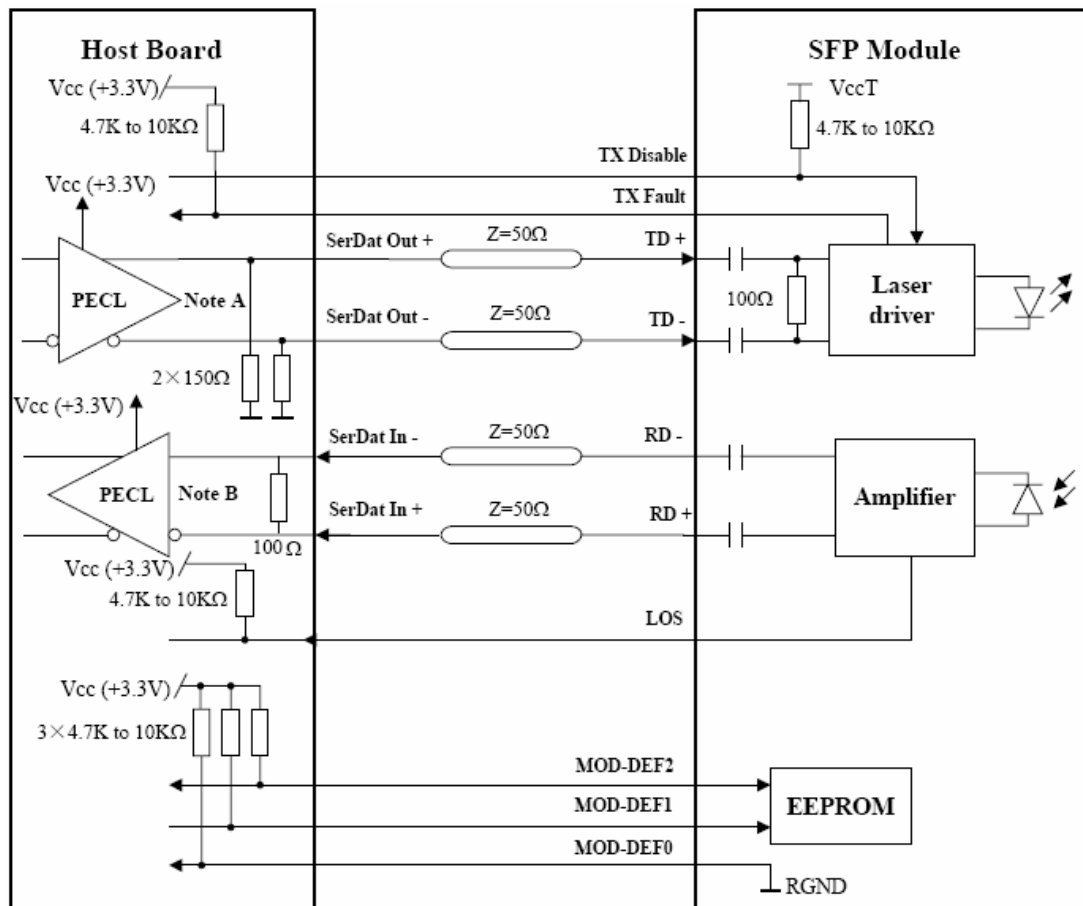 Host Board
SFP Module
Vcc (+3.3V)
4.7K to 10KΩ
VccT
4.7K to 10KΩ
TX Disable
Vcc (+3.3V)
TX Fault
SerDat Out +
Z=50Ω
TD +
PECL
Note A
100Ω
Laser
driver
SerDat Out -
Z=50Ω
TD -
2×150Ω
Vcc (+3.3V)
SerDat In -
Z=50Ω
RD -
PECL
Note B
Amplifier
SerDat In +
Z=50Ω
RD +
100Ω
Vcc (+3.3V)
4.7K to 10KΩ
LOS
Vcc (+3.3V)
3×4.7K to 10KΩ
MOD-DEF2
MOD-DEF1
EEPROM
MOD-DEF0
RGND